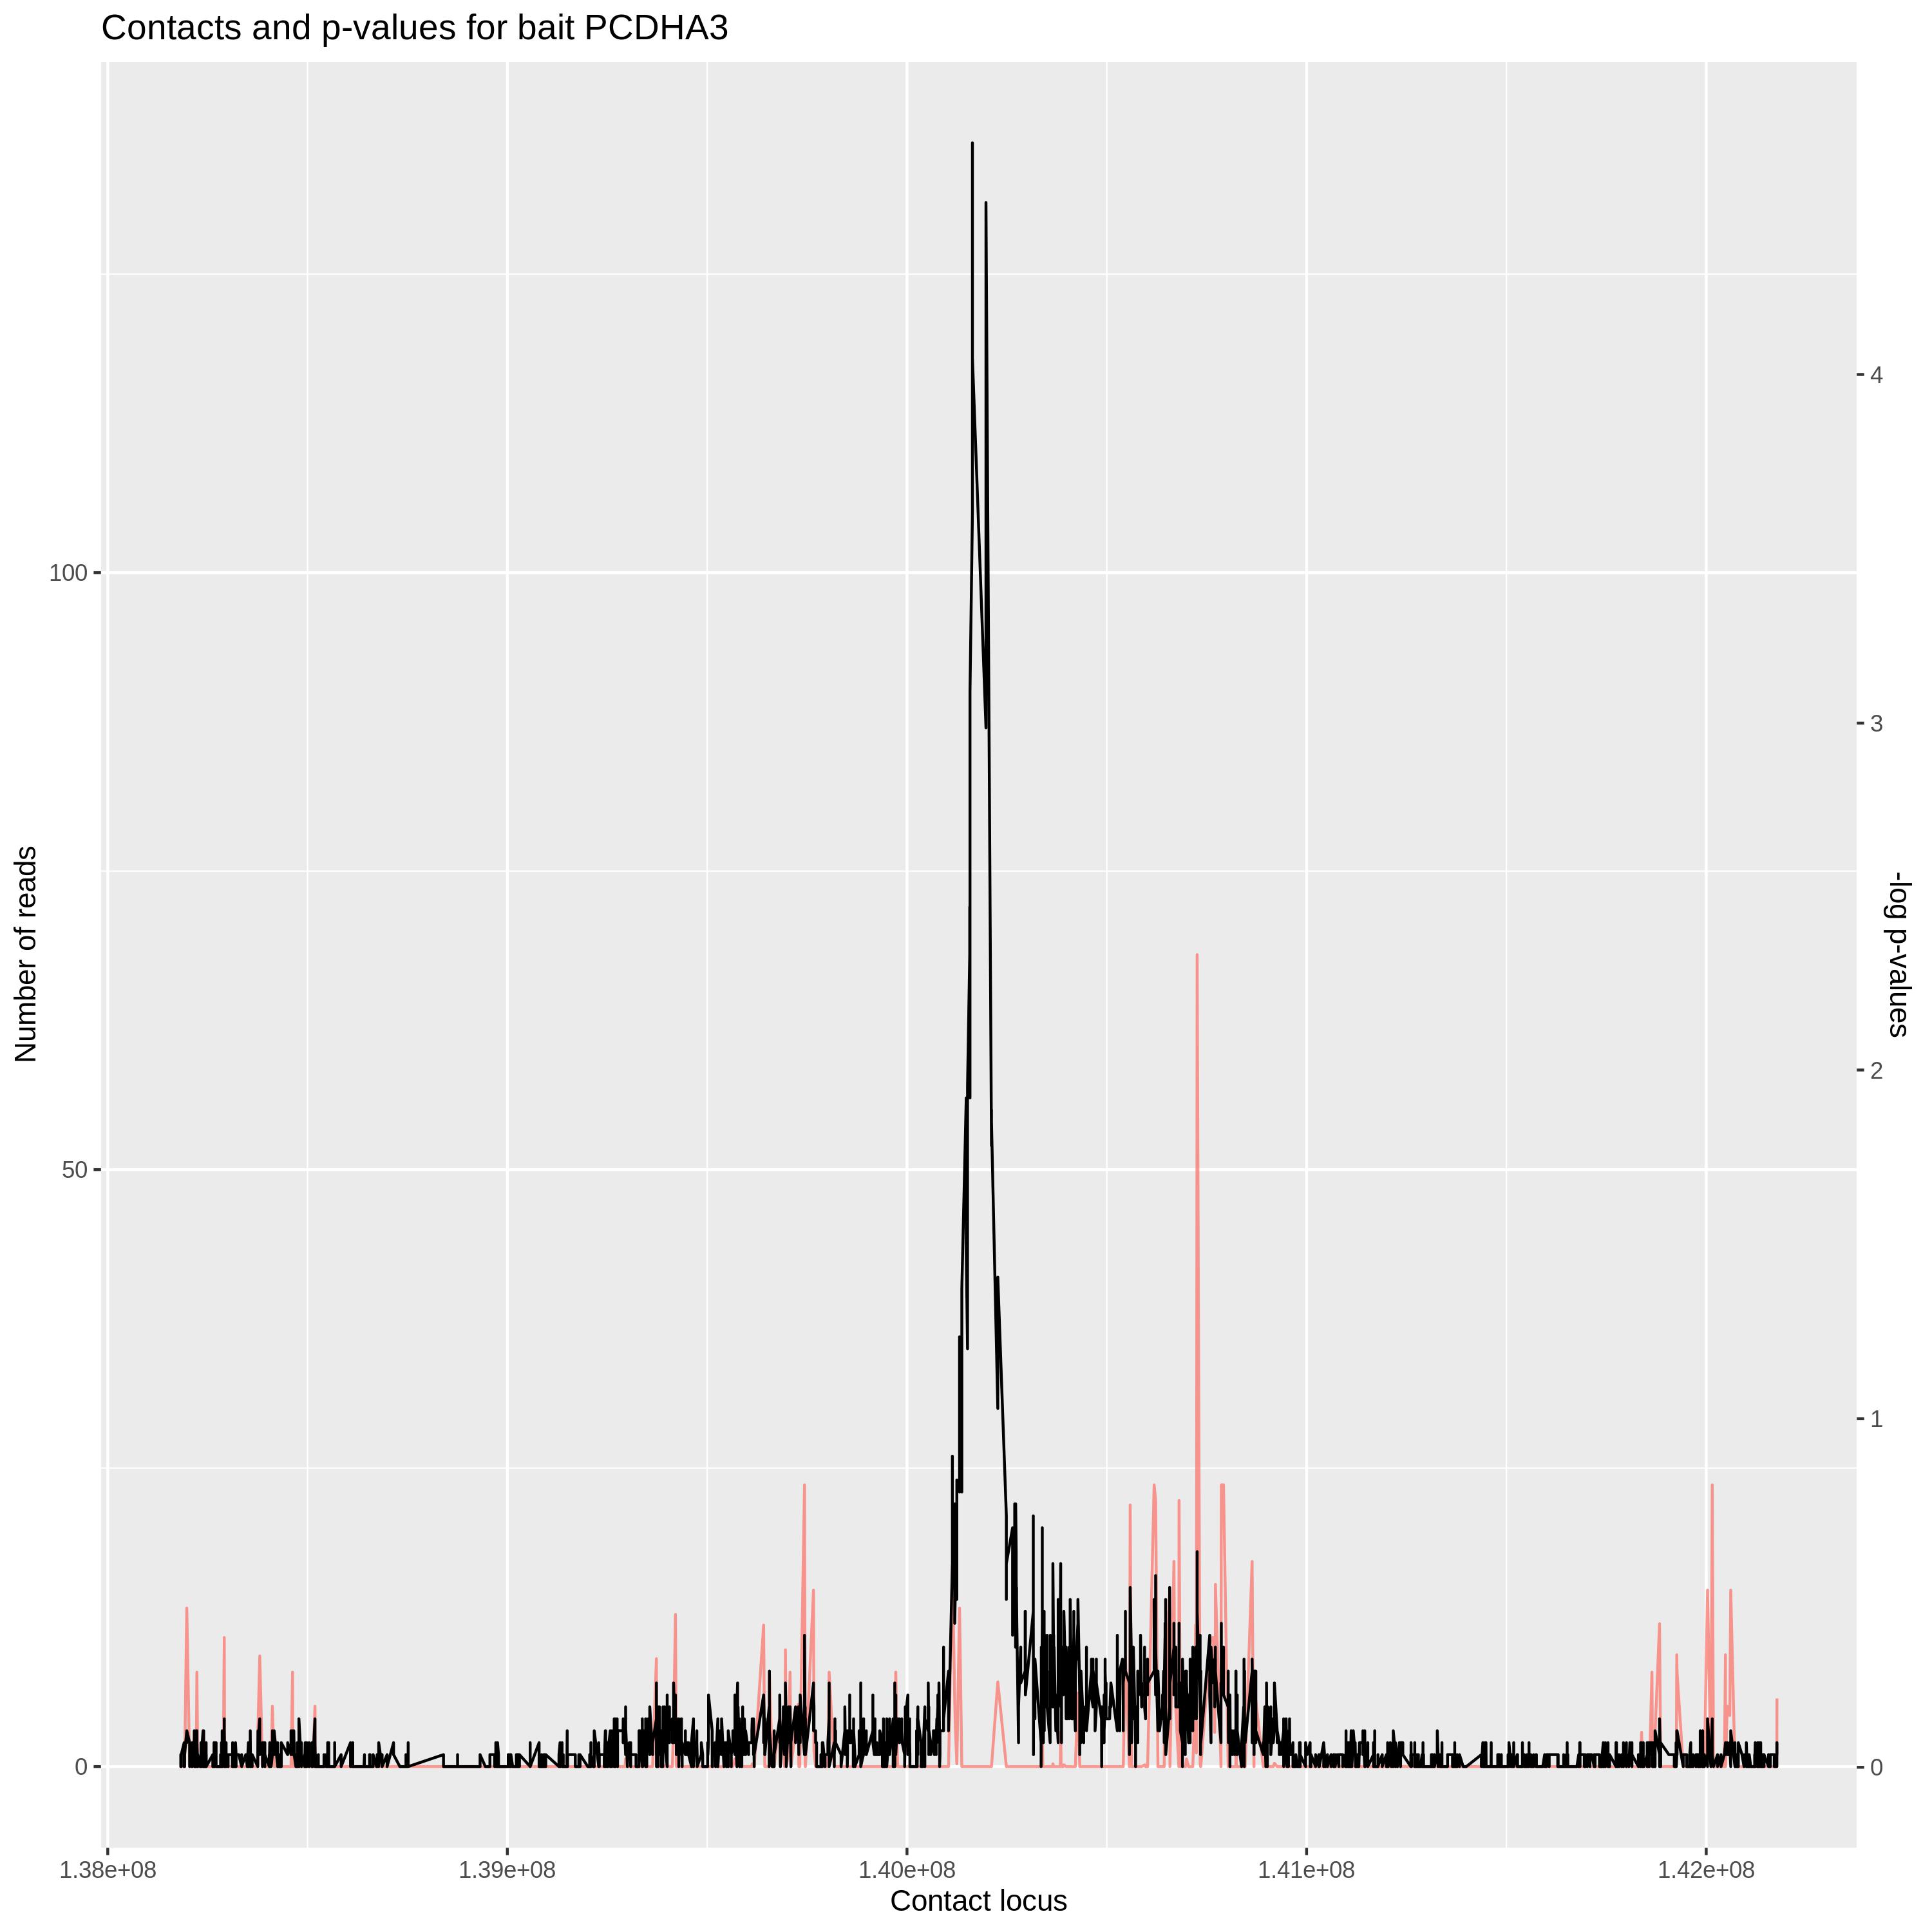 Contacts and p-values for bait PCDHA3
Number of reads
100
50
0
4
3
2
1
0
-log p-values
1.38e+08
1.39e+08
1.40e+08
1.41e+08
1.42e+08
Contact locus